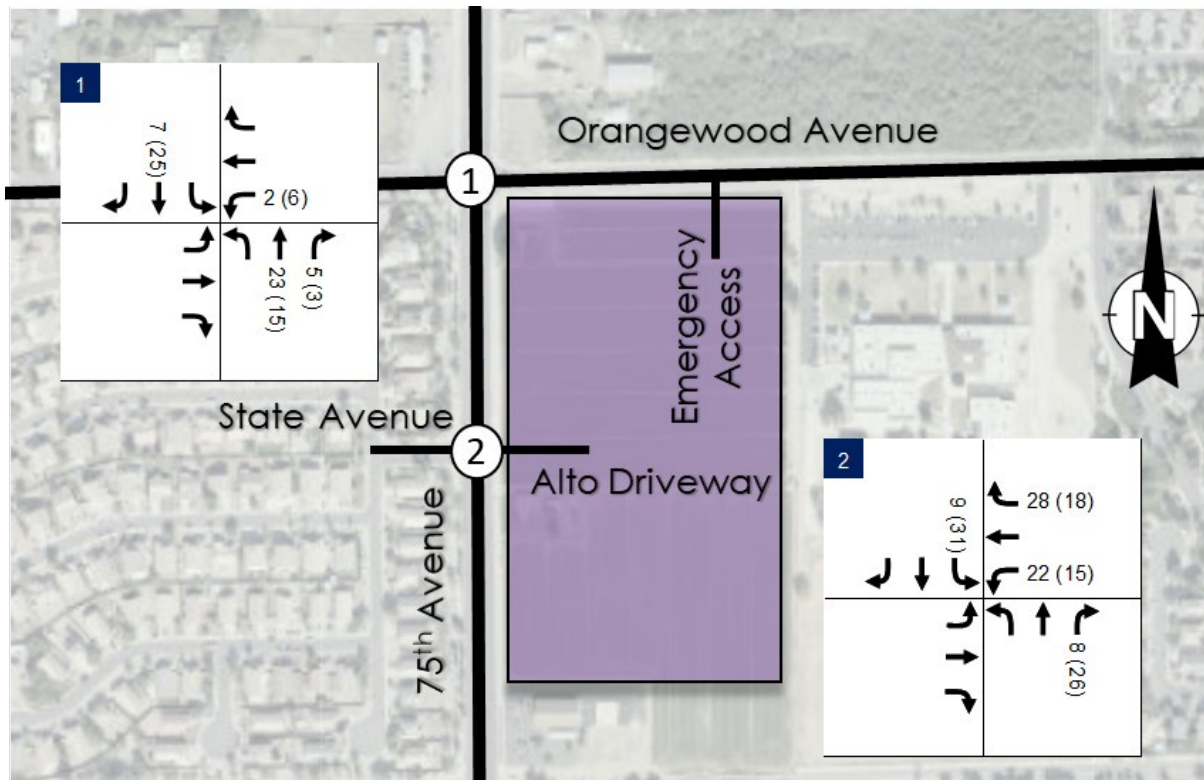 1
7 (25)
2 (6)
23 (15)
5 (3)
Orangewood Avenue
1
Emergency
Access
N
State Avenue
2
Alto Driveway
75th Avenue
2
9 (31)
28 (18)
22 (15)
8 (26)